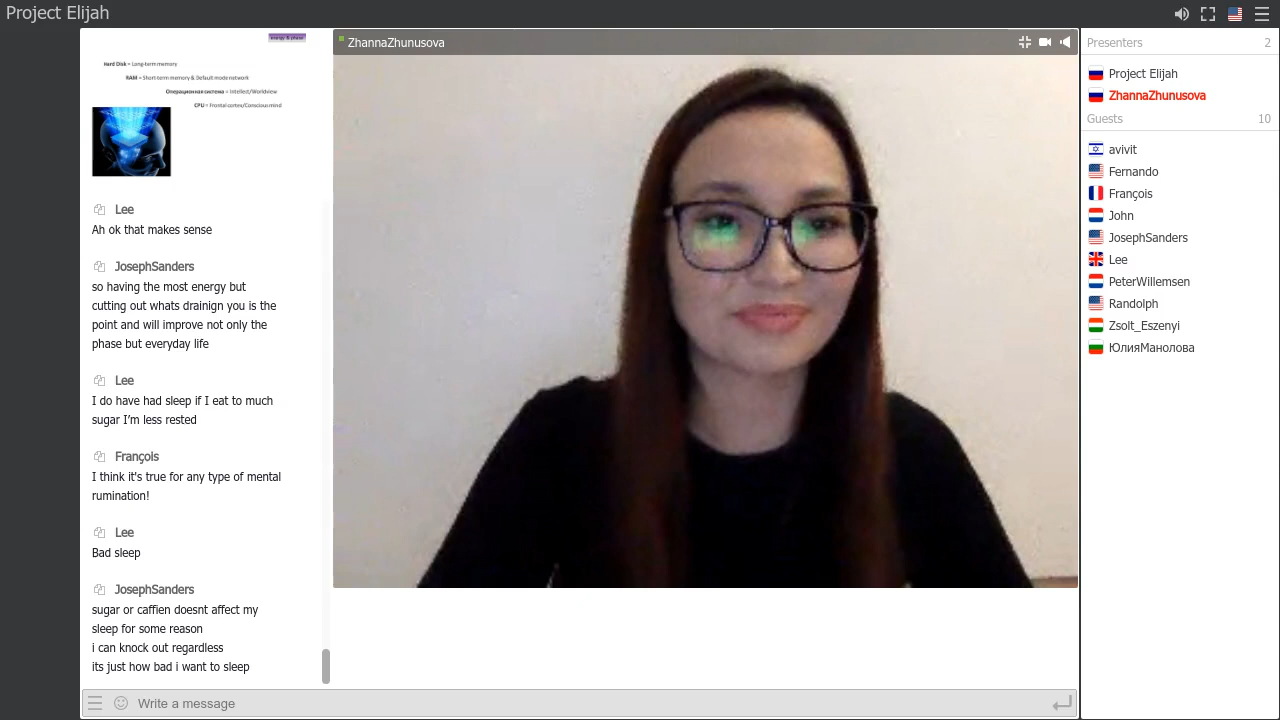 Project Elijah
energy & phase
Hard Disk = Long-term memory
RAM = Short-term memory & Default mode network
Операционная система = Intellect/Worldview
CPU = Frontal cortex/Conscious mind
Lee
Ah ok that makes sense
JosephSanders
so having the most energy but
cutting out whats drainign you is the
point and will improve not only the
phase but everyday life
Lee
I do have had sleep if I eat to much
sugar I'm less rested
François
I think it's true for any type of mental
rumination!
Lee
Bad sleep
JosephSanders
sugar or caffien doesnt affect my
sleep for some reason
i can knock out regardless
its just how bad i want to sleep
Write a message
ZhannaZhunusova
Presenters 2
Project Elijah
ZhannaZhunusova
Guests 10
avivit
Fernando
François
John
JosephSanders
Lee
PeterWillemsen
Randolph
Zsolt_Eszenyi
ЮлияМанолова